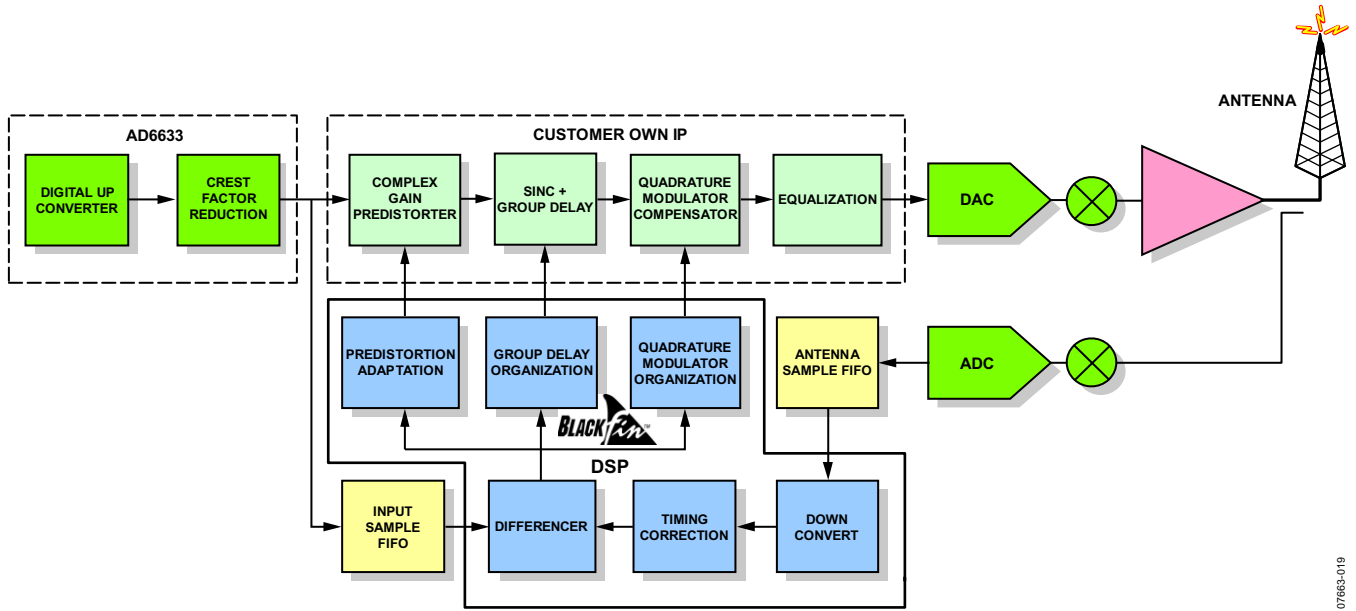 ANTENNA
AD6633
CUSTOMER OWN IP
DIGITAL UP
CONVERTER
CREST
FACTOR
REDUCTION
COMPLEX
GAIN
PREDISTORTER
SINC +
GROUP DELAY
QUADRATURE
MODULATOR
COMPENSATOR
EQUALIZATION
DAC
PREDISTORTION
ADAPTATION
GROUP DELAY
ORGANIZATION
QUADRATURE
MODULATOR
ORGANIZATION
ANTENNA
SAMPLE FIFO
ADC
BLACKfin™
DSP
INPUT
SAMPLE
FIFO
DIFFERENCER
TIMING
CORRECTION
DOWN
CONVERT
07663-019